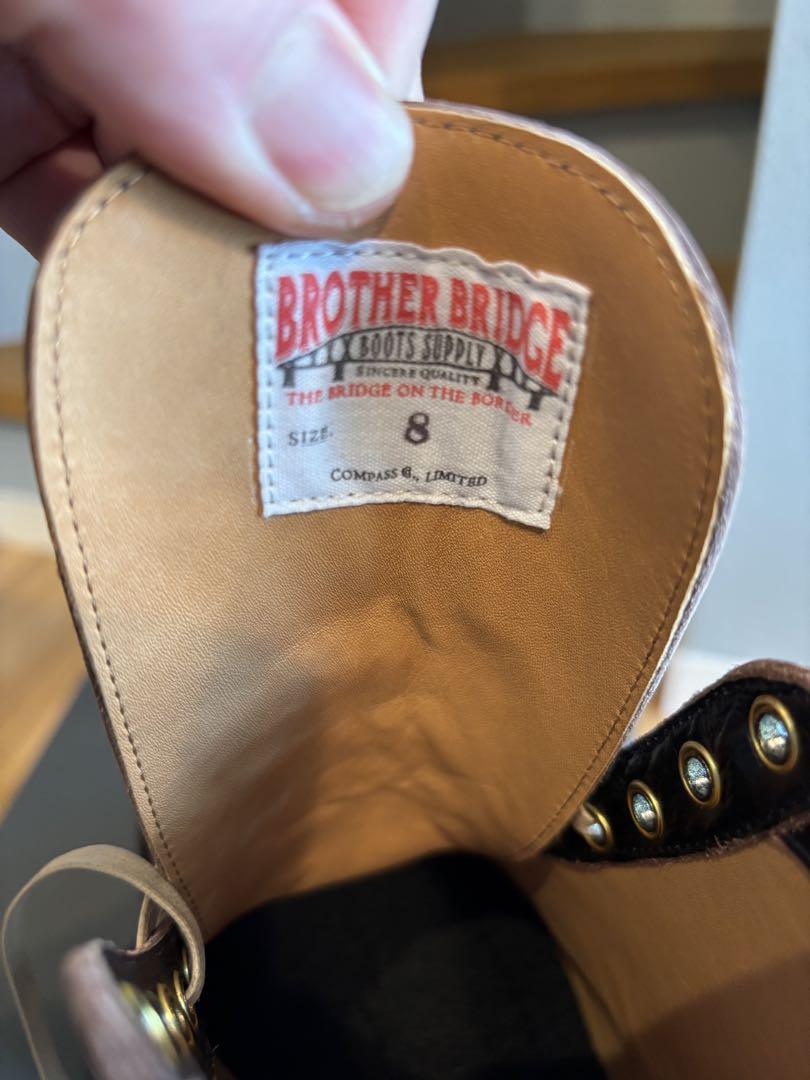 BROTHER BRIDGE
BOOTS SUPPLY
SINCERE QUALITY
THE BRIDGE ON THE BORDER
SIZE. 8
COMPASS Co., LIMITED